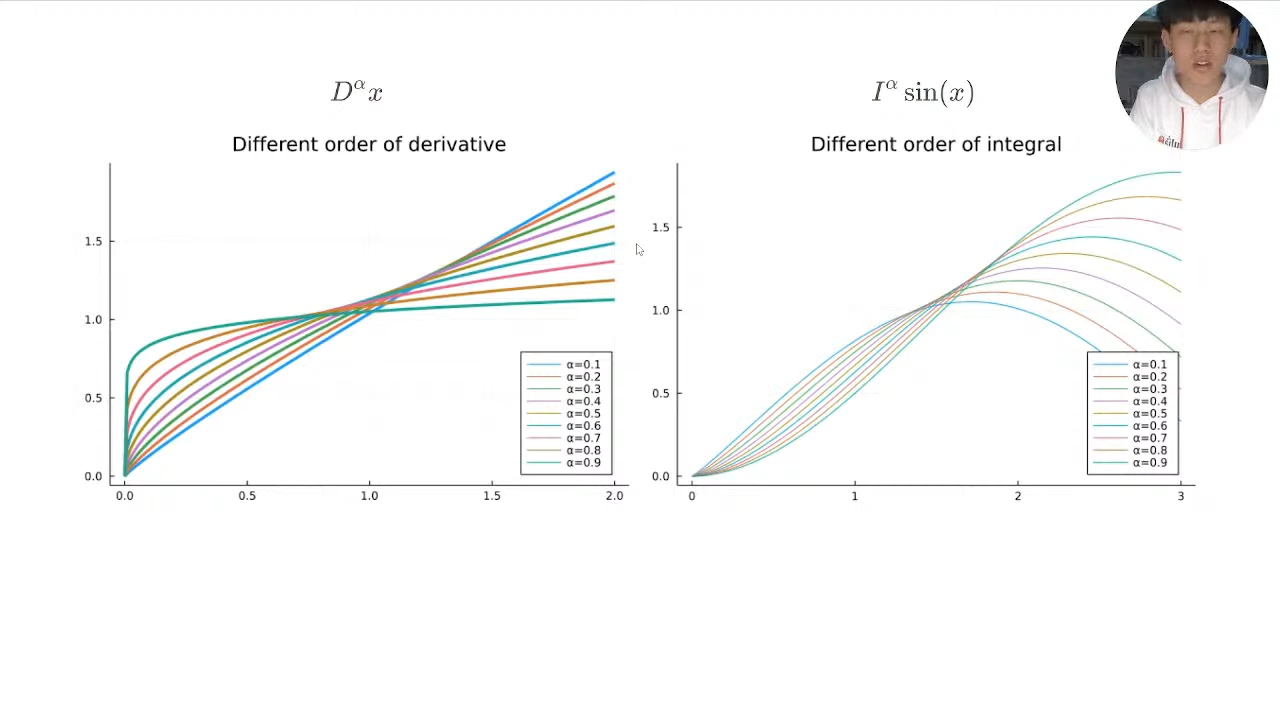 D^α x
Different order of derivative
1.5
1.0
0.5
0.0
0.0
0.5
1.0
1.5
2.0
α=0.1
α=0.2
α=0.3
α=0.4
α=0.5
α=0.6
α=0.7
α=0.8
α=0.9
I^α sin(x)
Different order of integral
1.5
1.0
0.5
0.0
0
1
2
3
α=0.1
α=0.2
α=0.3
α=0.4
α=0.5
α=0.6
α=0.7
α=0.8
α=0.9